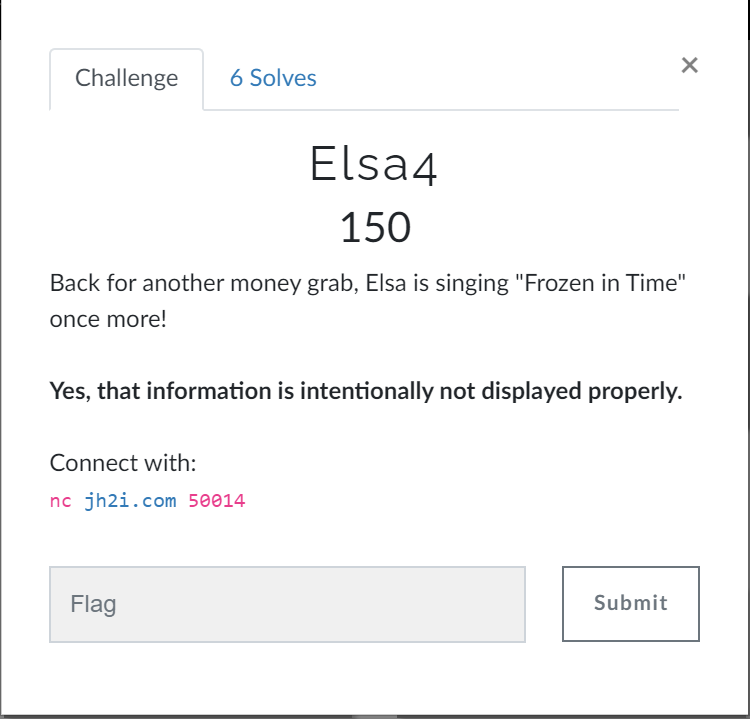 Challenge
6 Solves
×
Elsa4
150
Back for another money grab, Elsa is singing "Frozen in Time"
once more!
Yes, that information is intentionally not displayed properly.
Connect with:
nc jh2i.com 50014
Flag
Submit